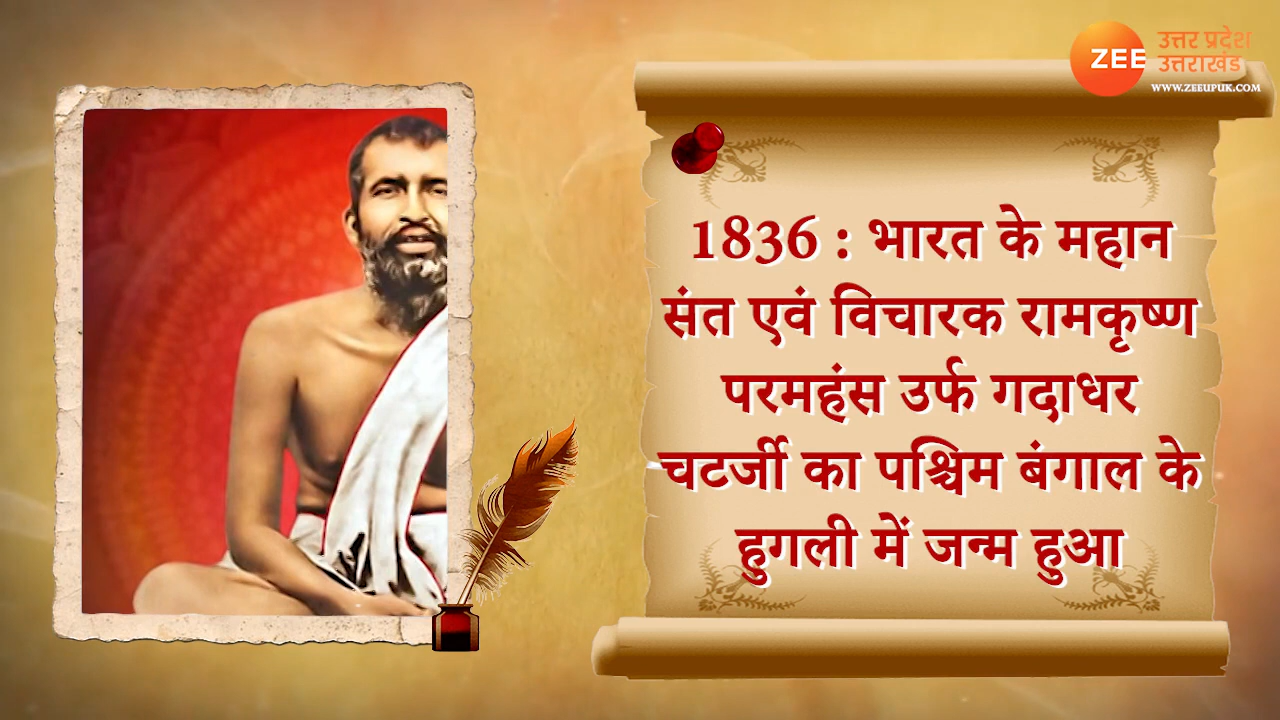 ZEE उत्तर प्रदेश
उत्तराखंड
WWW.ZEEUPUK.COM
1836 : भारत के महान
संत एवं विचारक रामकृष्ण
परमहंस उर्फ गदाधर
चटर्जी का पश्चिम बंगाल के
हुगली में जन्म हुआ